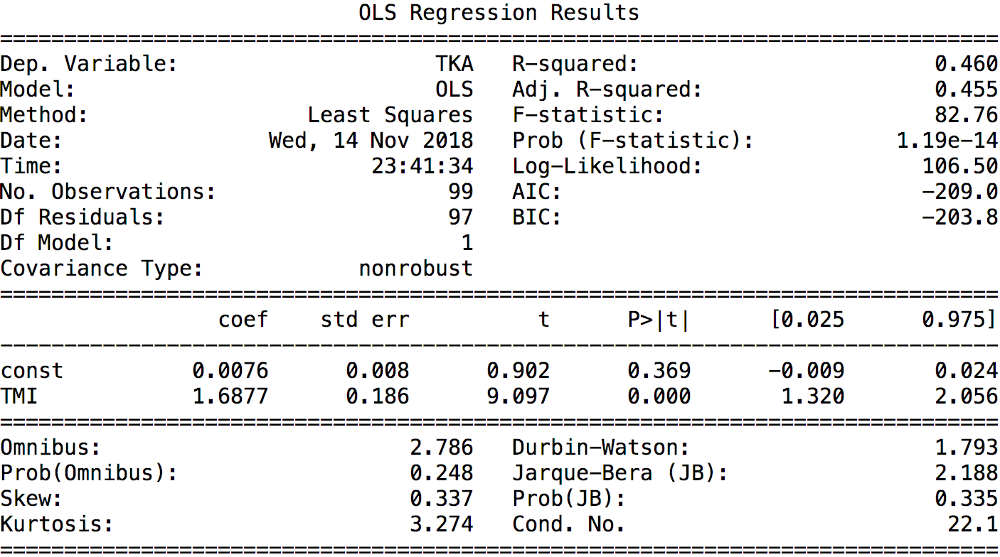 OLS Regression Results
==============================================================================
Dep. Variable: TKA R-squared: 0.460
Model: OLS Adj. R-squared: 0.455
Method: Least Squares F-statistic: 82.76
Date: Wed, 14 Nov 2018 Prob (F-statistic): 1.19e-14
Time: 23:41:34 Log-Likelihood: 106.50
No. Observations: 99 AIC: -209.0
Df Residuals: 97 BIC: -203.8
Df Model: 1
Covariance Type: nonrobust
==============================================================================
coef std err t P>|t| [0.025 0.975]
------------------------------------------------------------------------------
const 0.0076 0.008 0.902 0.369 -0.009 0.024
TMI 1.6877 0.186 9.097 0.000 1.320 2.056
==============================================================================
Omnibus: 2.786 Durbin-Watson: 1.793
Prob(Omnibus): 0.248 Jarque-Bera (JB): 2.188
Skew: 0.337 Prob(JB): 0.335
Kurtosis: 3.274 Cond. No. 22.1
==============================================================================